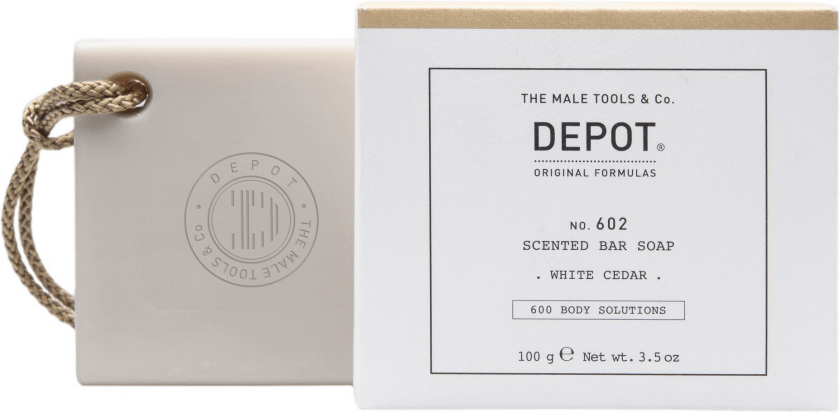 DEPOT
THE MALE TOOLS & Co
THE MALE TOOLS & Co.
DEPOT®
ORIGINAL FORMULAS
NO. 602
SCENTED BAR SOAP
. WHITE CEDAR .
600 BODY SOLUTIONS
100 g ℮ Net wt. 3.5 oz